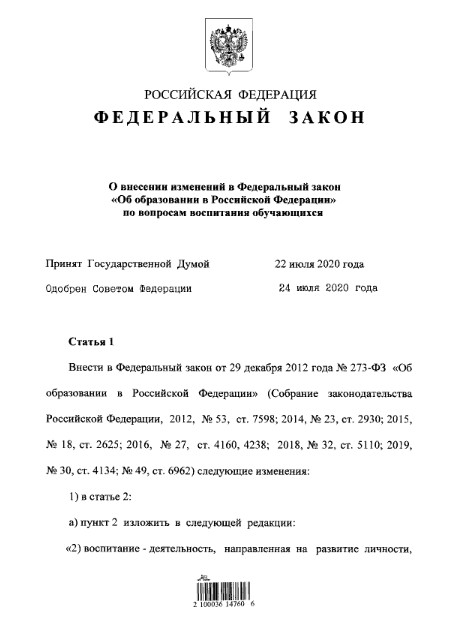 РОССИЙСКАЯ ФЕДЕРАЦИЯ
ФЕДЕРАЛЬНЫЙ ЗАКОН
О внесении изменений в Федеральный закон
«Об образовании в Российской Федерации»
по вопросам воспитания обучающихся
Принят Государственной Думой 22 июля 2020 года
Одобрен Советом Федерации 24 июля 2020 года
Статья 1
Внести в Федеральный закон от 29 декабря 2012 года № 273-ФЗ «Об
образовании в Российской Федерации» (Собрание законодательства
Российской Федерации, 2012, № 53, ст. 7598; 2014, № 23, ст. 2930; 2015,
№ 18, ст. 2625; 2016, № 27, ст. 4160, 4238; 2018, № 32, ст. 5110; 2019,
№ 30, ст. 4134; № 49, ст. 6962) следующие изменения:
1) в статье 2:
а) пункт 2 изложить в следующей редакции:
«2) воспитание - деятельность, направленная на развитие личности,
2 100036 14760 6